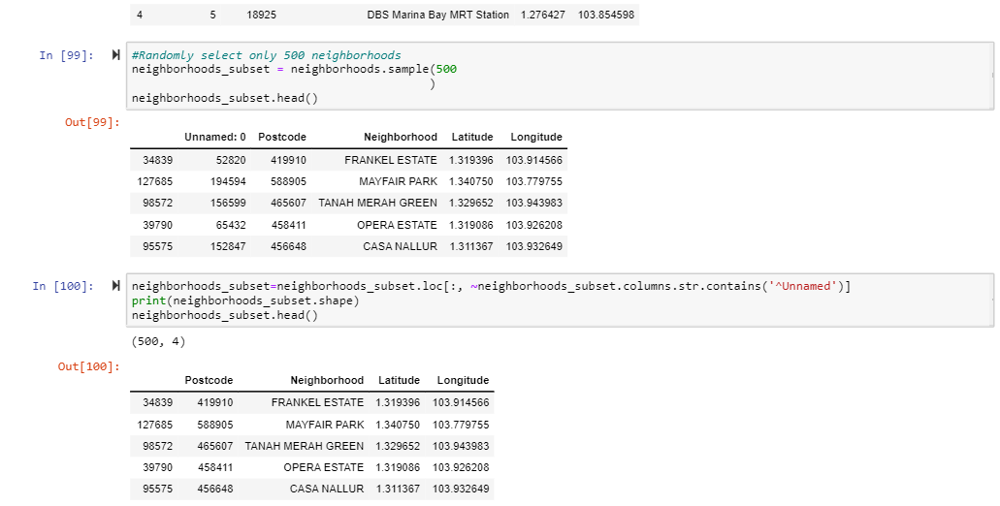 4 5 18925 DBS Marina Bay MRT Station 1.276427 103.854598
In [99]: #Randomly select only 500 neighborhoods
neighborhoods_subset = neighborhoods.sample(500
)
neighborhoods_subset.head()
Out[99]:
Unnamed: 0 Postcode Neighborhood Latitude Longitude
34839 52820 419910 FRANKEL ESTATE 1.319396 103.914566
127685 194594 588905 MAYFAIR PARK 1.340750 103.779755
98572 156599 465607 TANAH MERAH GREEN 1.329652 103.943983
39790 65432 458411 OPERA ESTATE 1.319086 103.926208
95575 152847 456648 CASA NALLUR 1.311367 103.932649
In [100]: neighborhoods_subset=neighborhoods_subset.loc[:, ~neighborhoods_subset.columns.str.contains('^Unnamed')]
print(neighborhoods_subset.shape)
neighborhoods_subset.head()
(500, 4)
Out[100]:
Postcode Neighborhood Latitude Longitude
34839 419910 FRANKEL ESTATE 1.319396 103.914566
127685 588905 MAYFAIR PARK 1.340750 103.779755
98572 465607 TANAH MERAH GREEN 1.329652 103.943983
39790 458411 OPERA ESTATE 1.319086 103.926208
95575 456648 CASA NALLUR 1.311367 103.932649